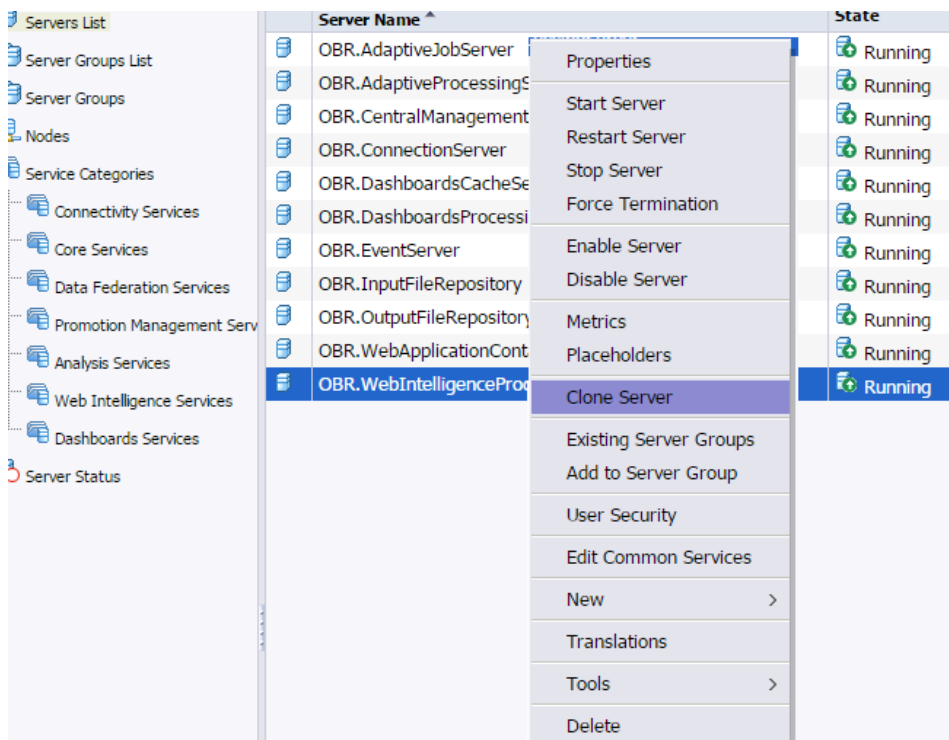 Servers List
Server Groups List
Server Groups
Nodes
Service Categories
Connectivity Services
Core Services
Data Federation Services
Promotion Management Serv
Analysis Services
Web Intelligence Services
Dashboards Services
Server Status
Server Name
State
OBR.AdaptiveJobServer
Running
OBR.AdaptiveProcessingS
Running
OBR.CentralManagement
Running
OBR.ConnectionServer
Running
OBR.DashboardsCacheSe
Running
OBR.DashboardsProcessi
Running
OBR.EventServer
Running
OBR.InputFileRepository
Running
OBR.OutputFileRepository
Running
OBR.WebApplicationCont
Running
OBR.WebIntelligenceProc
Running
Properties
Start Server
Restart Server
Stop Server
Force Termination
Enable Server
Disable Server
Metrics
Placeholders
Clone Server
Existing Server Groups
Add to Server Group
User Security
Edit Common Services
New
Translations
Tools
Delete